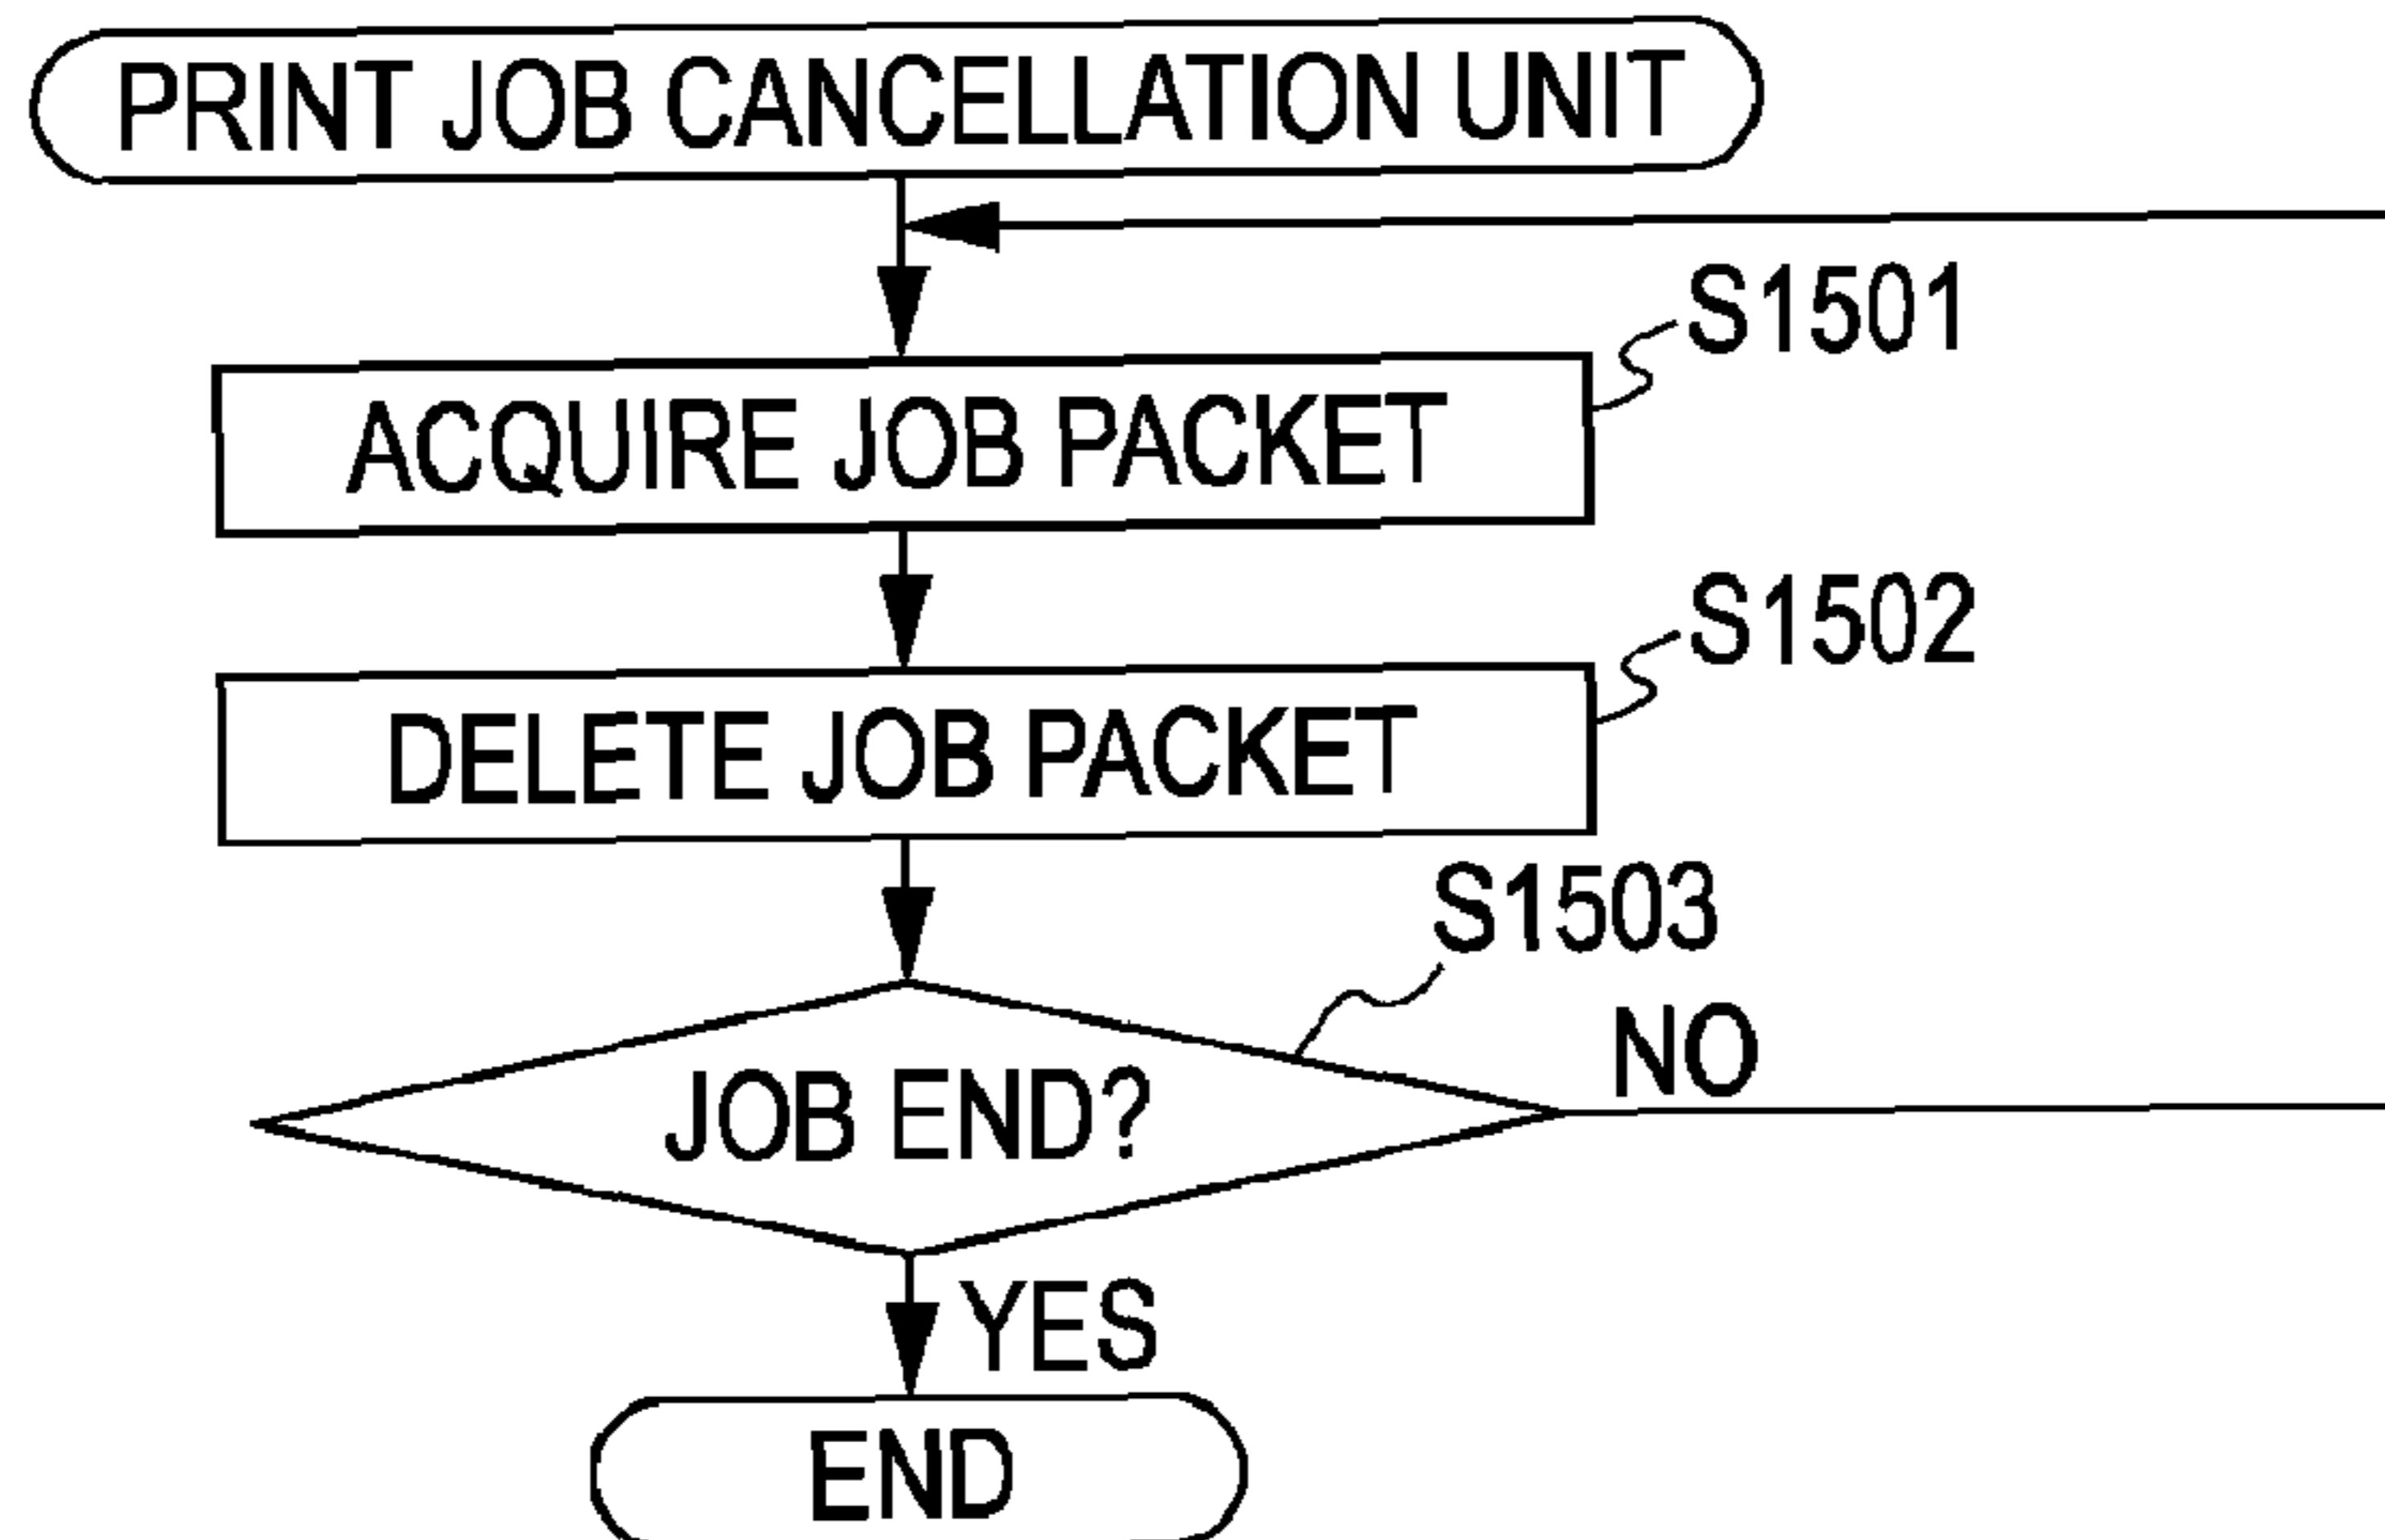 PRINT JOB CANCELLATION UNIT
S1501
ACQUIRE JOB PACKET
S1502
DELETE JOB PACKET
S1503
NO
JOB END?
YES
END